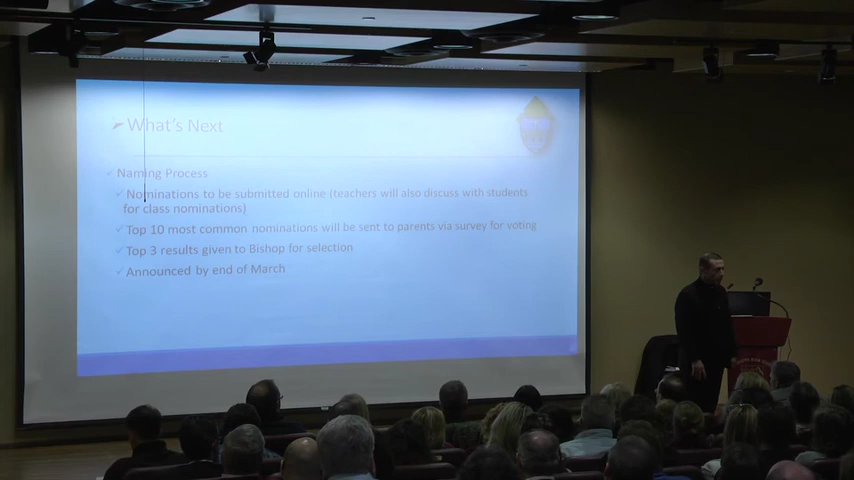 What's Next
Naming Process
Nominations to be submitted online (teachers will also discuss with students
for class nominations)
Top 10 most common nominations will be sent to parents via survey for voting
Top 3 results given to Bishop for selection
Announced by end of March